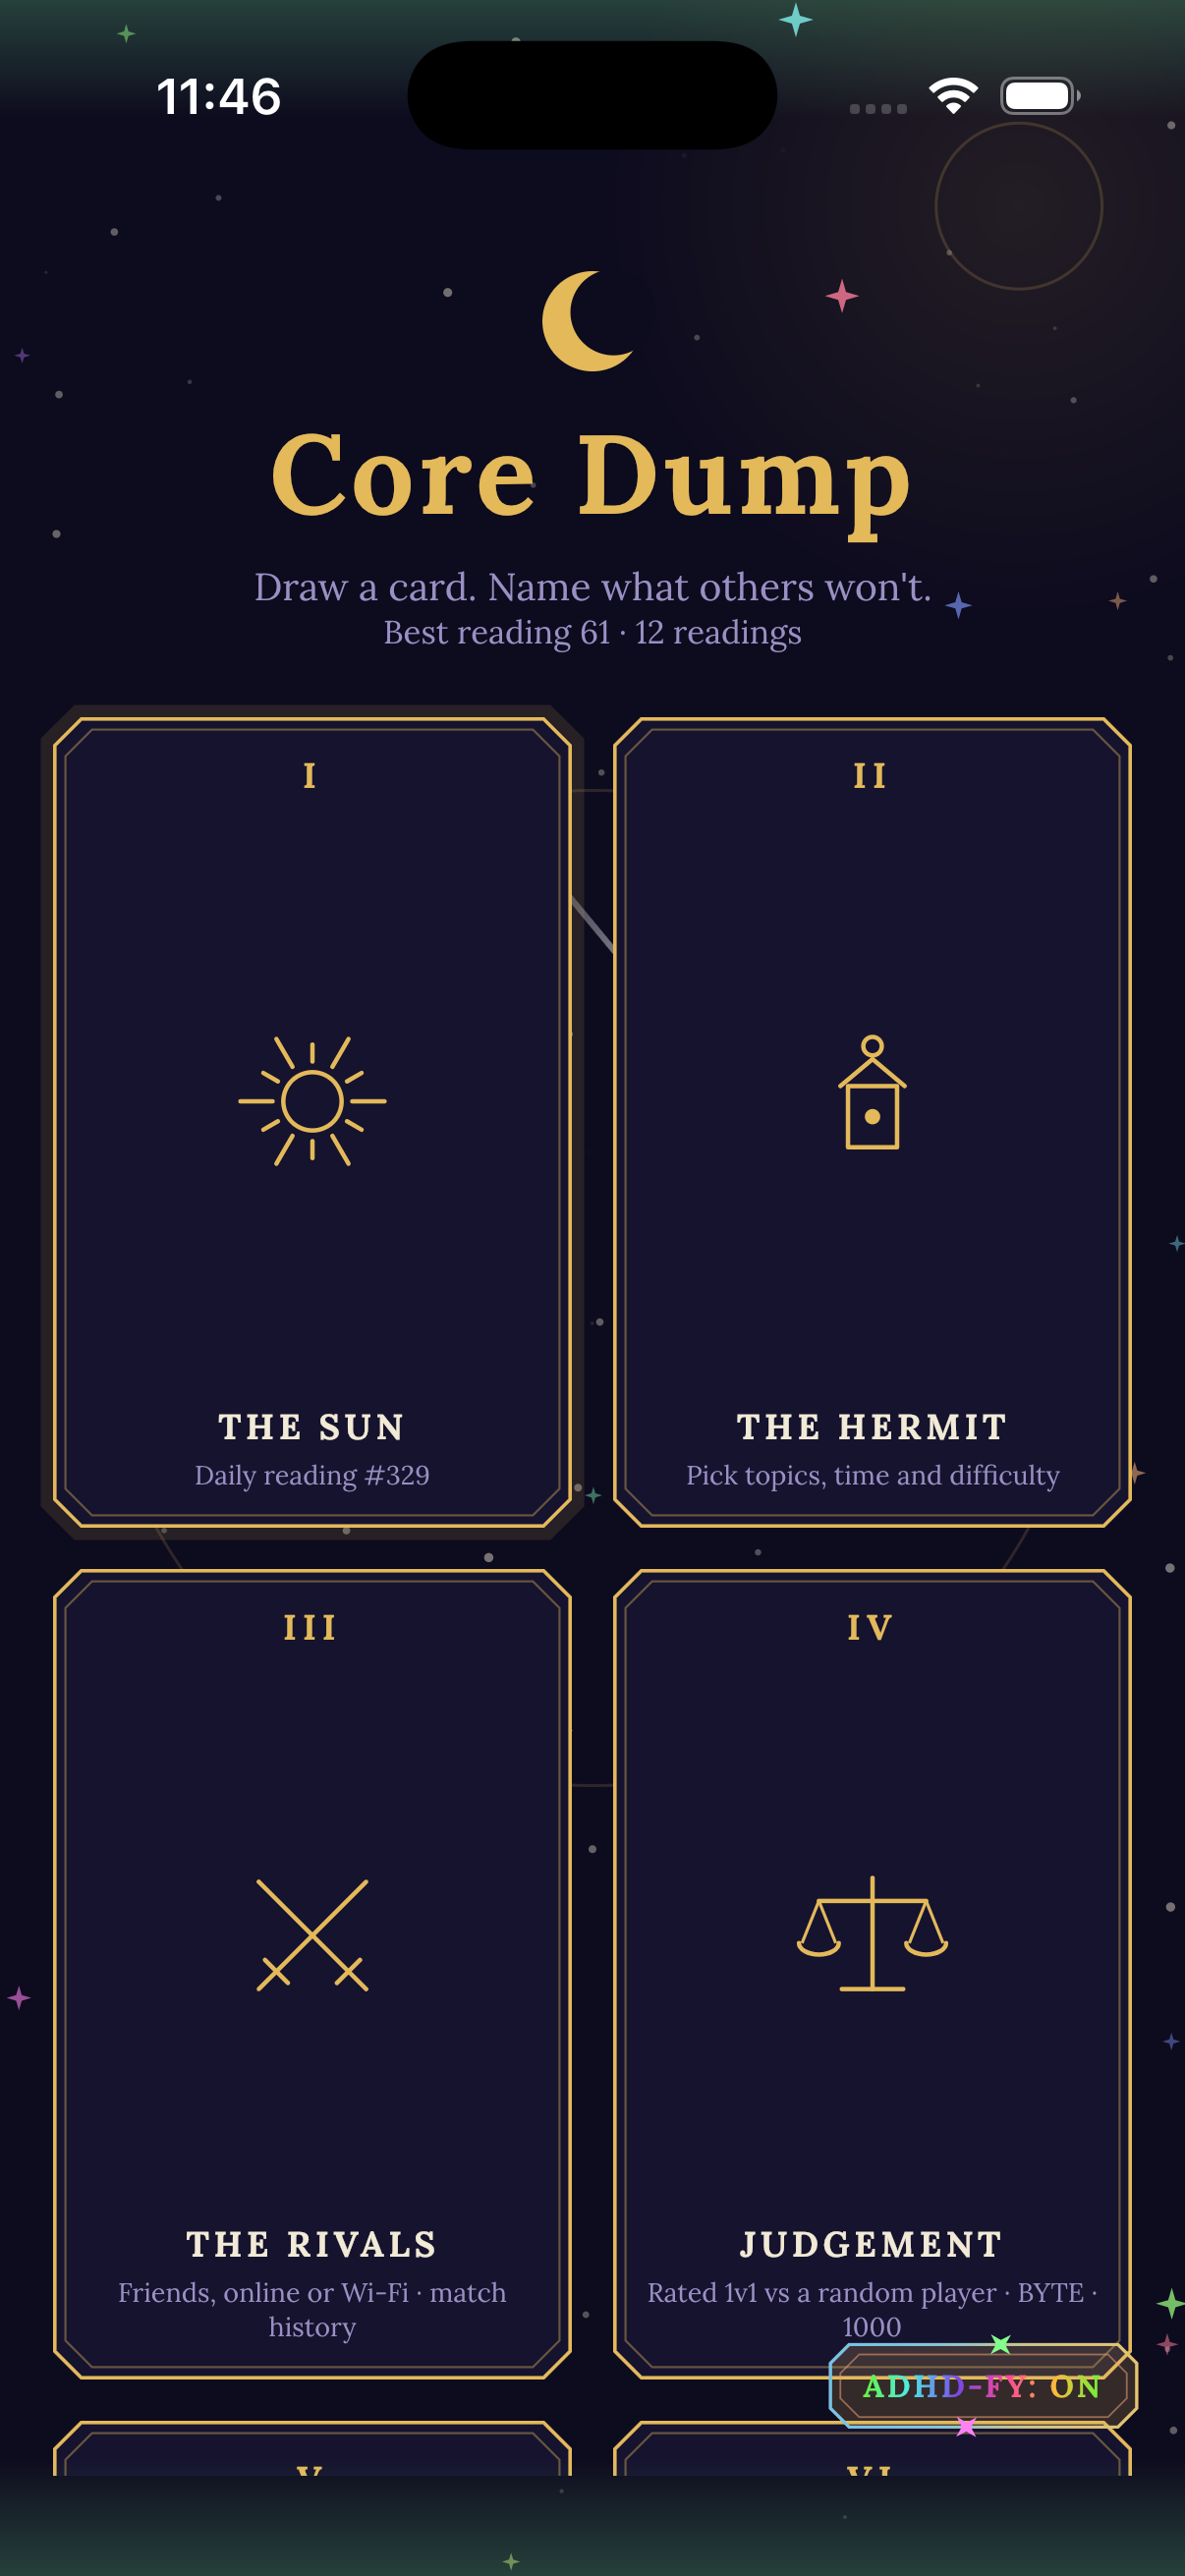 11:46
Core Dump
Draw a card. Name what others won't.
Best reading 61 · 12 readings
I
THE SUN
Daily reading #329
II
THE HERMIT
Pick topics, time and difficulty
III
THE RIVALS
Friends, online or Wi-Fi · match
history
IV
JUDGEMENT
Rated 1v1 vs a random player · BYTE ·
1000
ADHD-FY: ON
V
VI